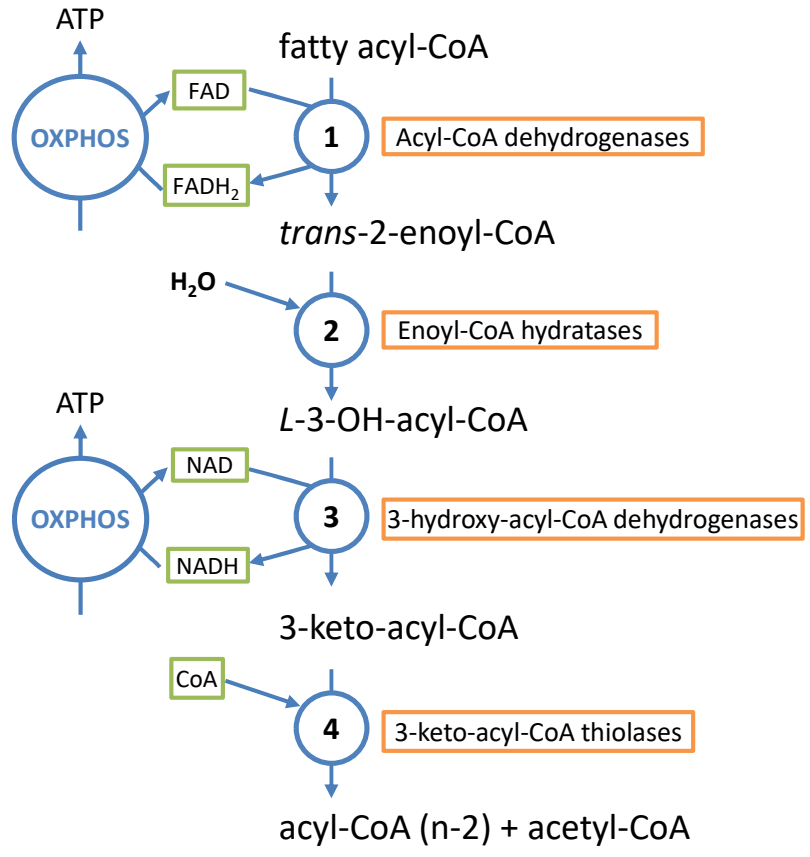 ATP
fatty acyl-CoA
FAD
OXPHOS
1
Acyl-CoA dehydrogenases
FADH₂
trans-2-enoyl-CoA
H₂O
2
Enoyl-CoA hydratases
ATP
L-3-OH-acyl-CoA
NAD
OXPHOS
3
3-hydroxy-acyl-CoA dehydrogenases
NADH
3-keto-acyl-CoA
CoA
4
3-keto-acyl-CoA thiolases
acyl-CoA (n-2) + acetyl-CoA